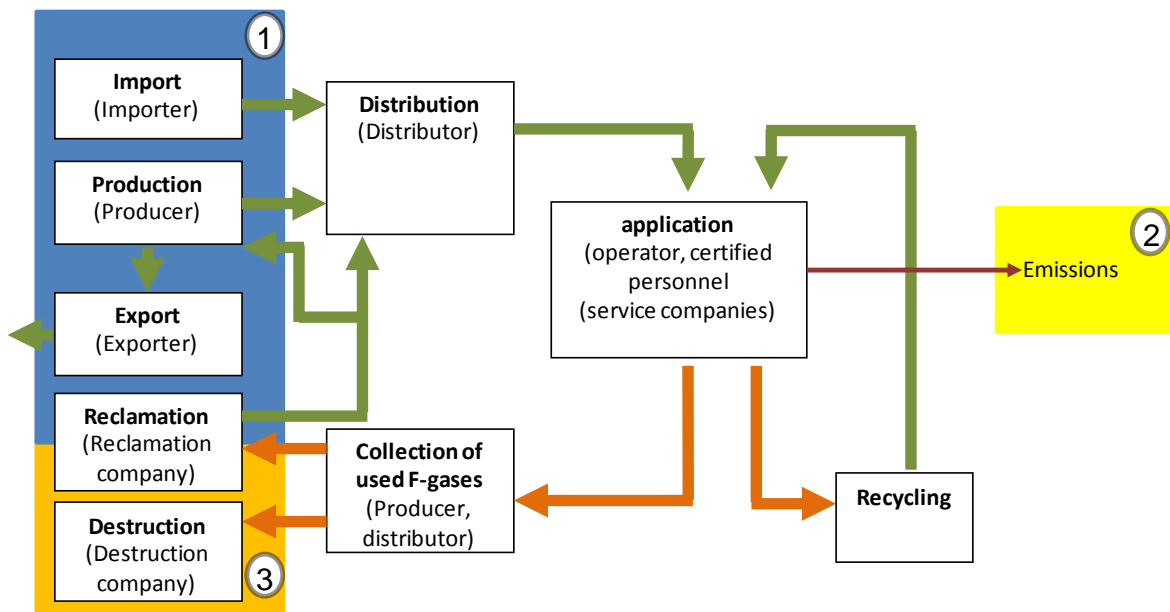 1
Import
(Importer)
Distribution
(Distributor)
Production
(Producer)
application
(operator, certified
personnel
(service companies)
2
Emissions
Export
(Exporter)
Reclamation
(Reclamation
company)
Collection of
used F-gases
(Producer,
distributor)
Recycling
Destruction
(Destruction
company)
3